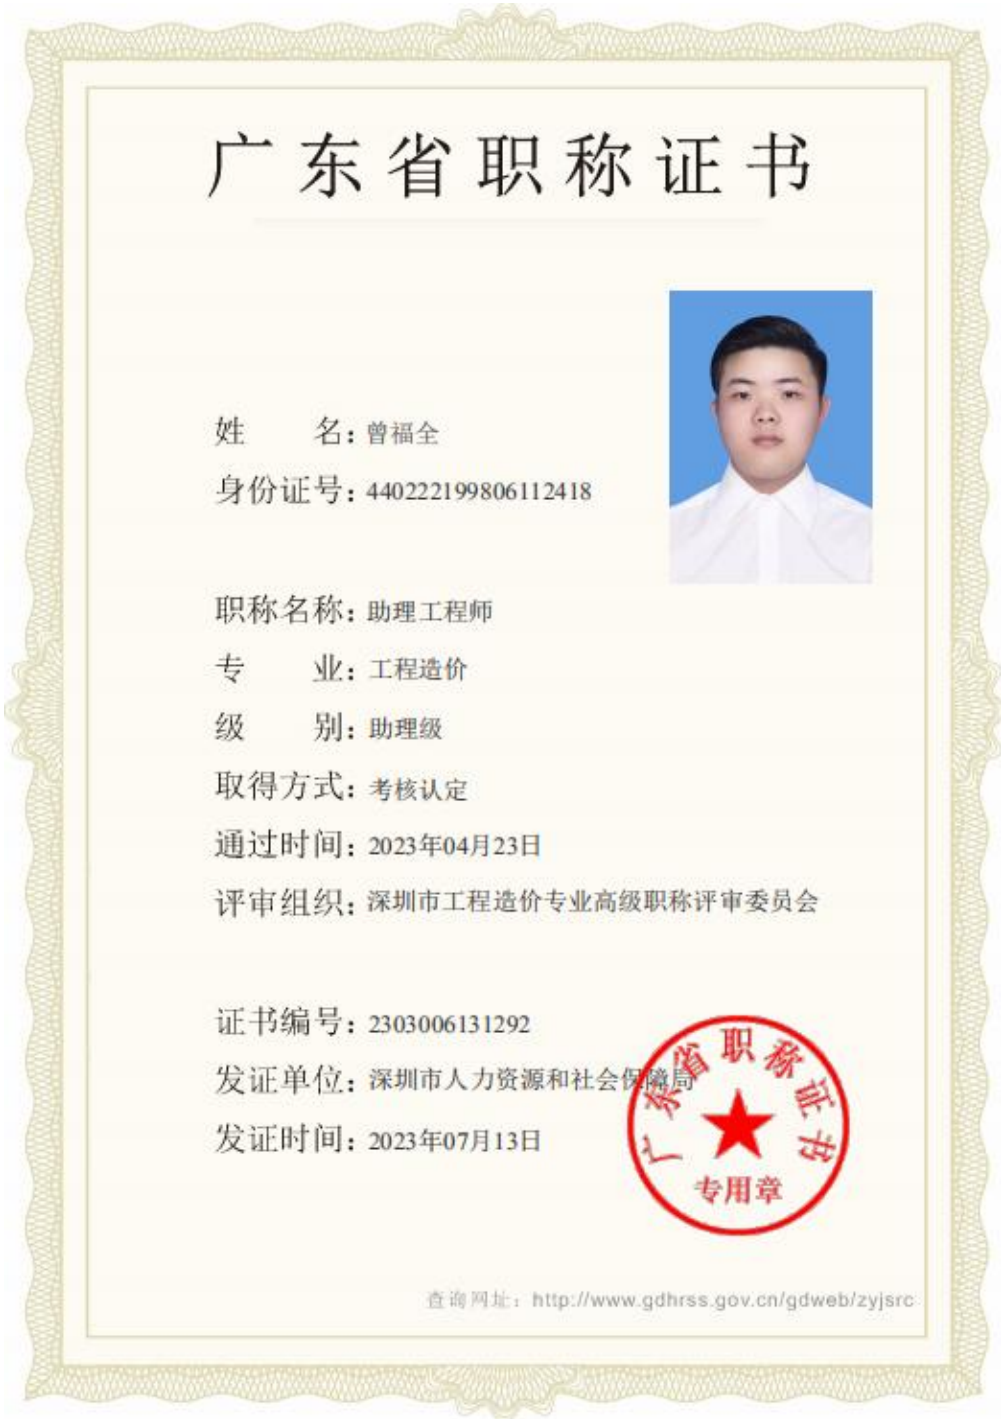 广东省职称证书
姓 名：曾福全
身份证号：440222199806112418
职称名称：助理工程师
专 业：工程造价
级 别：助理级
取得方式：考核认定
通过时间：2023年04月23日
评审组织：深圳市工程造价专业高级职称评审委员会
证书编号：2303006131292
发证单位：深圳市人力资源和社会保障局
发证时间：2023年07月13日
广东省职称证书
专用章
查询网址：http://www.gdhrss.gov.cn/gdweb/zyjsrc